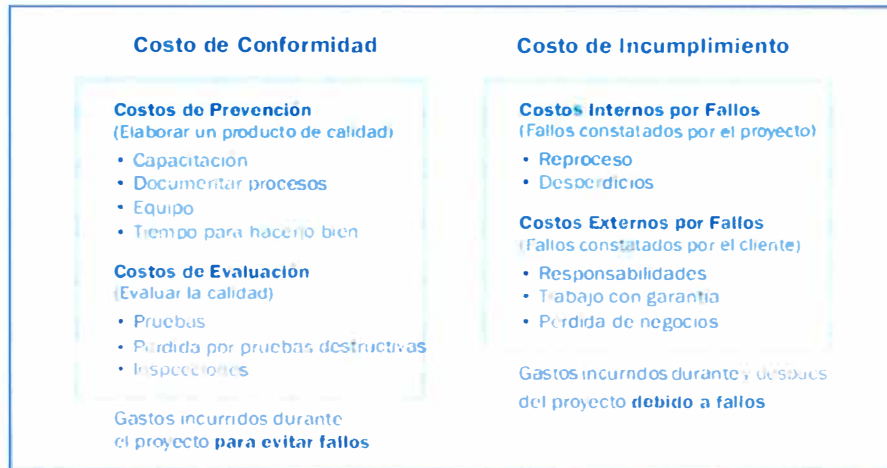 Costo de Conformidad
Costos de Prevención
(Elaborar un producto de calidad)
• Capacitación
• Documentar procesos
• Equipo
• Tiempo para hacerlo bien
Costos de Evaluación
(Evaluar la calidad)
• Pruebas
• Pérdida por pruebas destructivas
• Inspecciones
Gastos incurridos durante
el proyecto para evitar fallos
Costo de Incumplimiento
Costos Internos por Fallos
(Fallos constatados por el proyecto)
• Reproceso
• Desperdicios
Costos Externos por Fallos
(Fallos constatados por el cliente)
• Responsabilidades
• Trabajo con garantía
• Pérdida de negocios
Gastos incurridos durante y después
del proyecto debido a fallos